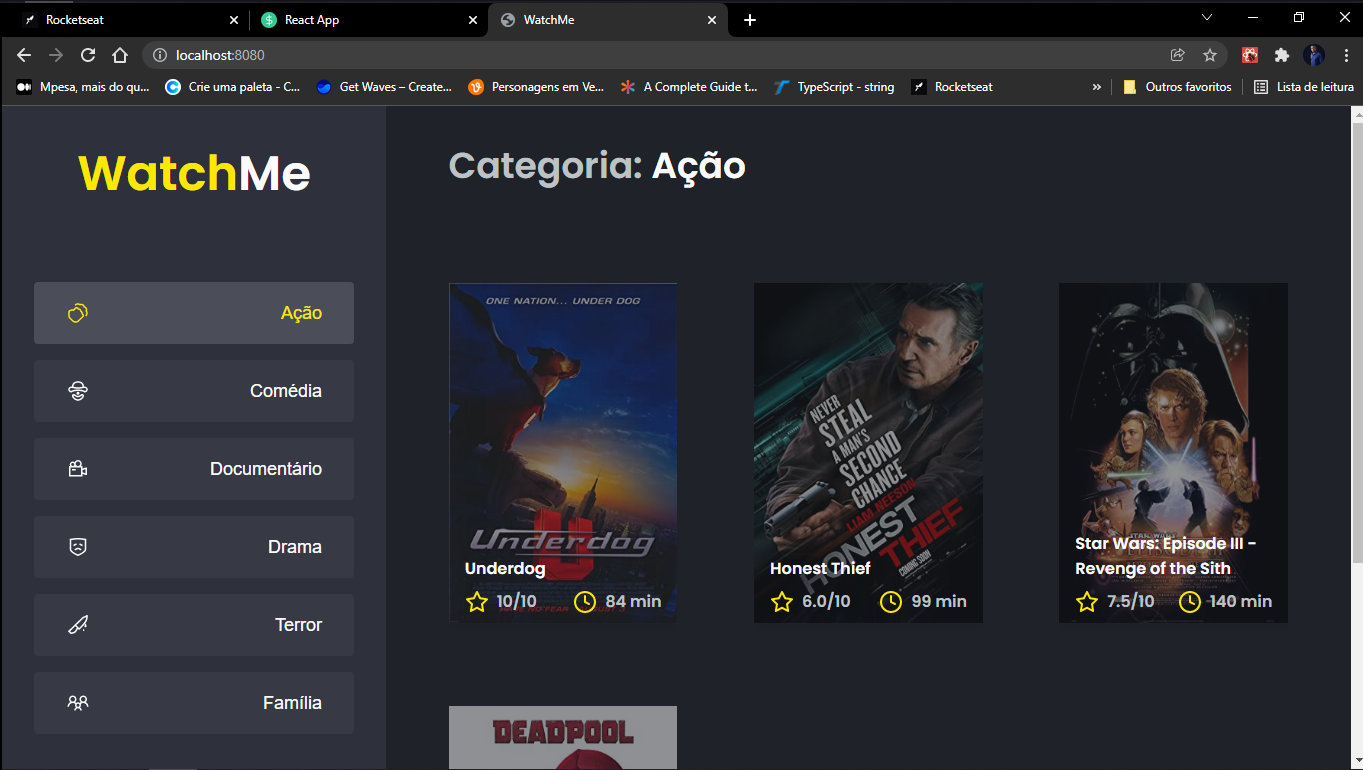 Rocketseat
React App
WatchMe
localhost:8080
Mpesa, mais do qu...
Crie uma paleta - C...
Get Waves – Create...
Personagens em Ve...
A Complete Guide t...
TypeScript - string
Rocketseat
Outros favoritos
Lista de leitura
WatchMe
Ação
Comédia
Documentário
Drama
Terror
Família
Categoria: Ação
ONE NATION... UNDER DOG
Underdog
Underdog
10/10
84 min
NEVER
STEAL
A MAN'S
SECOND
CHANCE
LIAM NEESON
HONEST
THIEF
COMING SOON
Honest Thief
6.0/10
99 min
STAR WARS
Star Wars: Episode III -
Revenge of the Sith
7.5/10
140 min
DEADPOOL